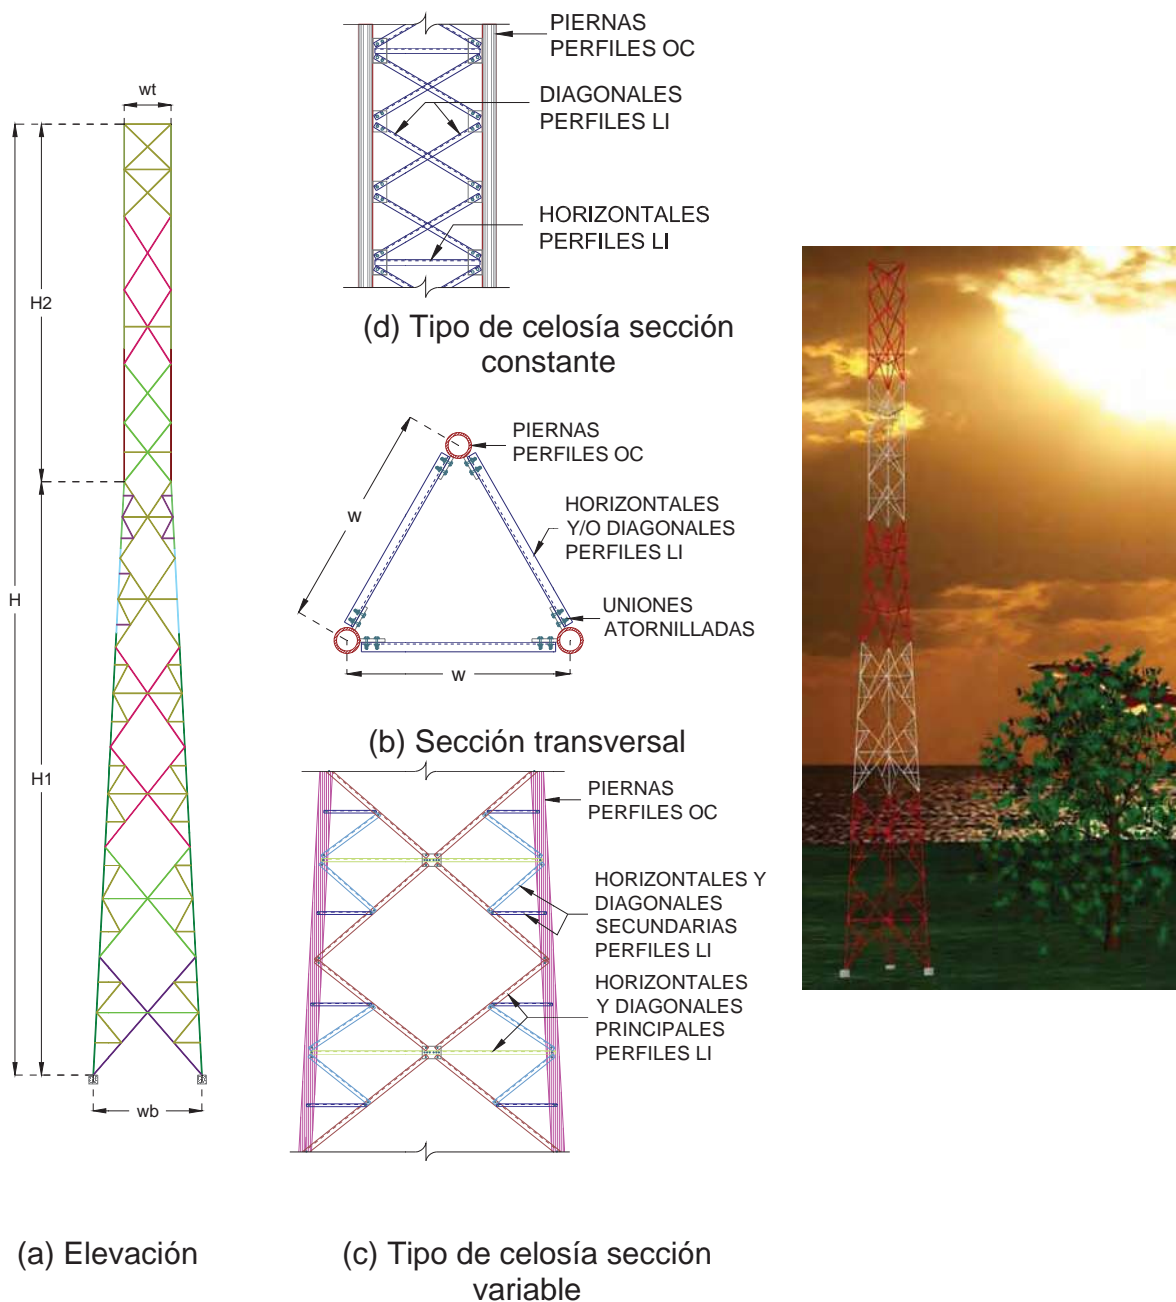 wt
H2
H
H1
wb
(a) Elevación
PIERNAS
PERFILES OC
DIAGONALES
PERFILES LI
HORIZONTALES
PERFILES LI
(d) Tipo de celosía sección
constante
PIERNAS
PERFILES OC
HORIZONTALES
Y/O DIAGONALES
PERFILES LI
UNIONES
ATORNILLADAS
w
w
(b) Sección transversal
PIERNAS
PERFILES OC
HORIZONTALES Y
DIAGONALES
SECUNDARIAS
PERFILES LI
HORIZONTALES
Y DIAGONALES
PRINCIPALES
PERFILES LI
(c) Tipo de celosía sección
variable